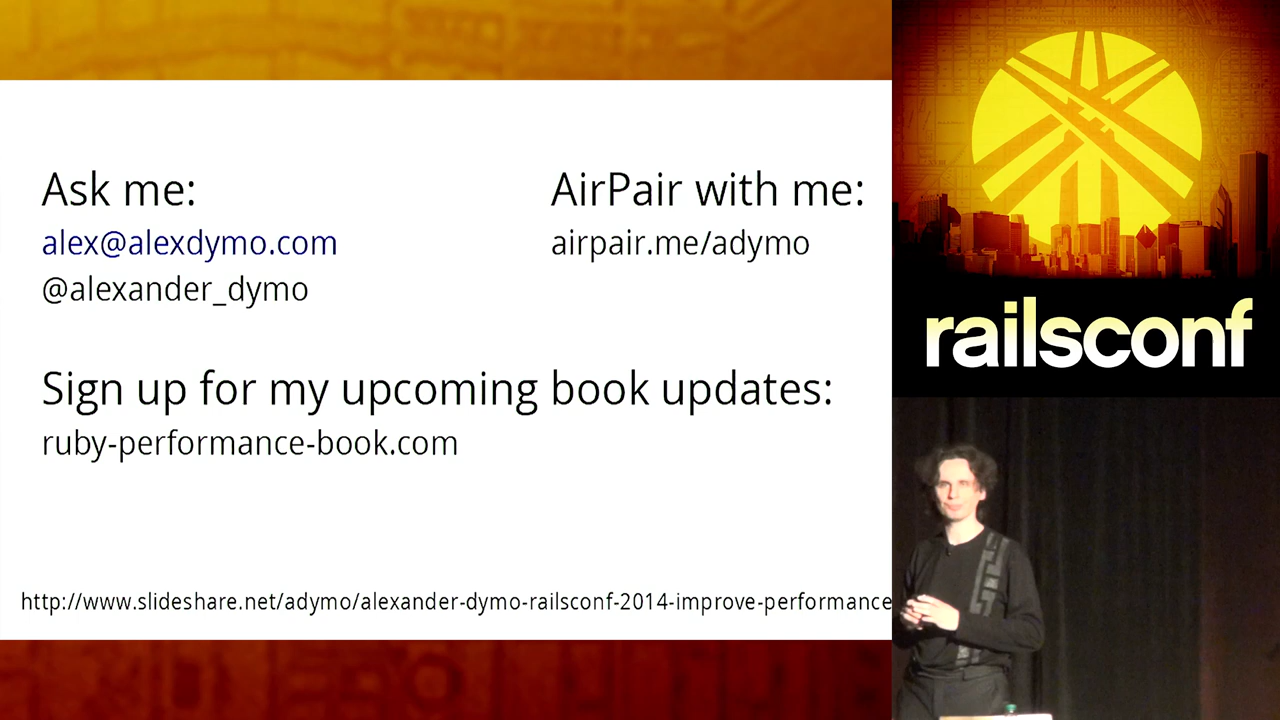 Ask me:
alex@alexdymo.com
@alexander_dymo
AirPair with me:
airpair.me/adymo
Sign up for my upcoming book updates:
ruby-performance-book.com
http://www.slideshare.net/adymo/alexander-dymo-railsconf-2014-improve-performance
railsconf